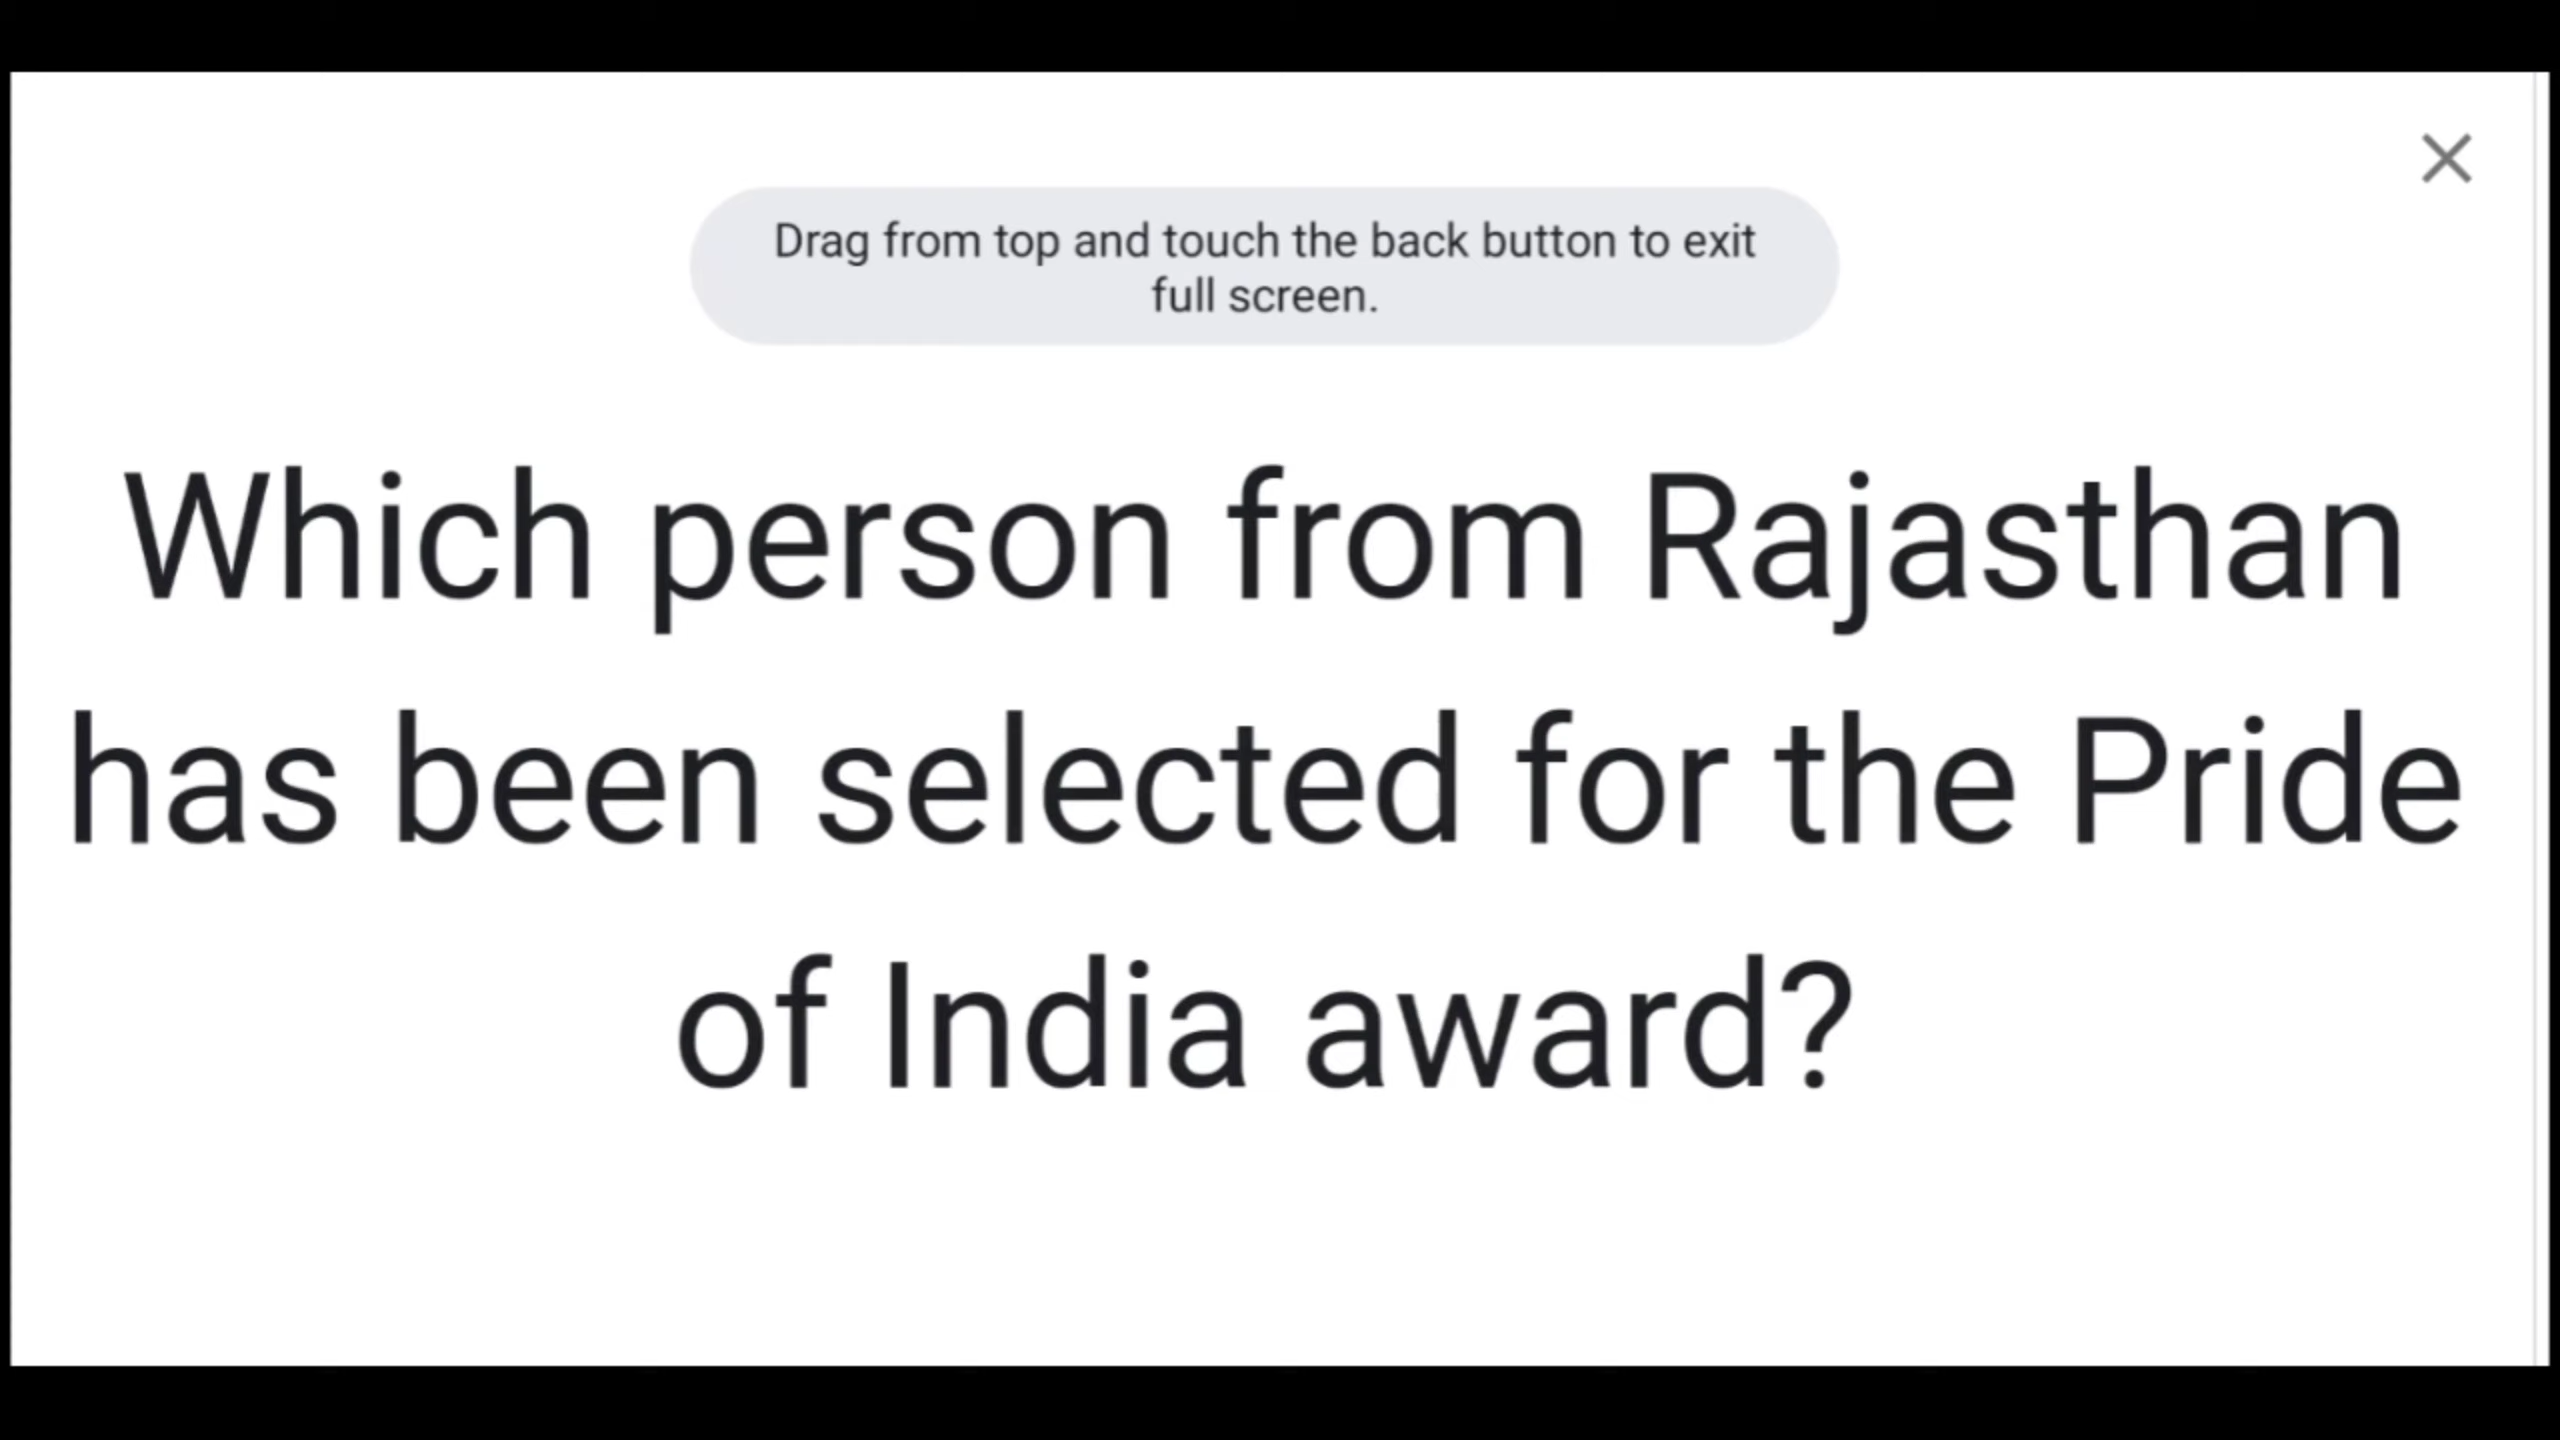 Drag from top and touch the back button to exit
full screen.
Which person from Rajasthan
has been selected for the Pride
of India award?